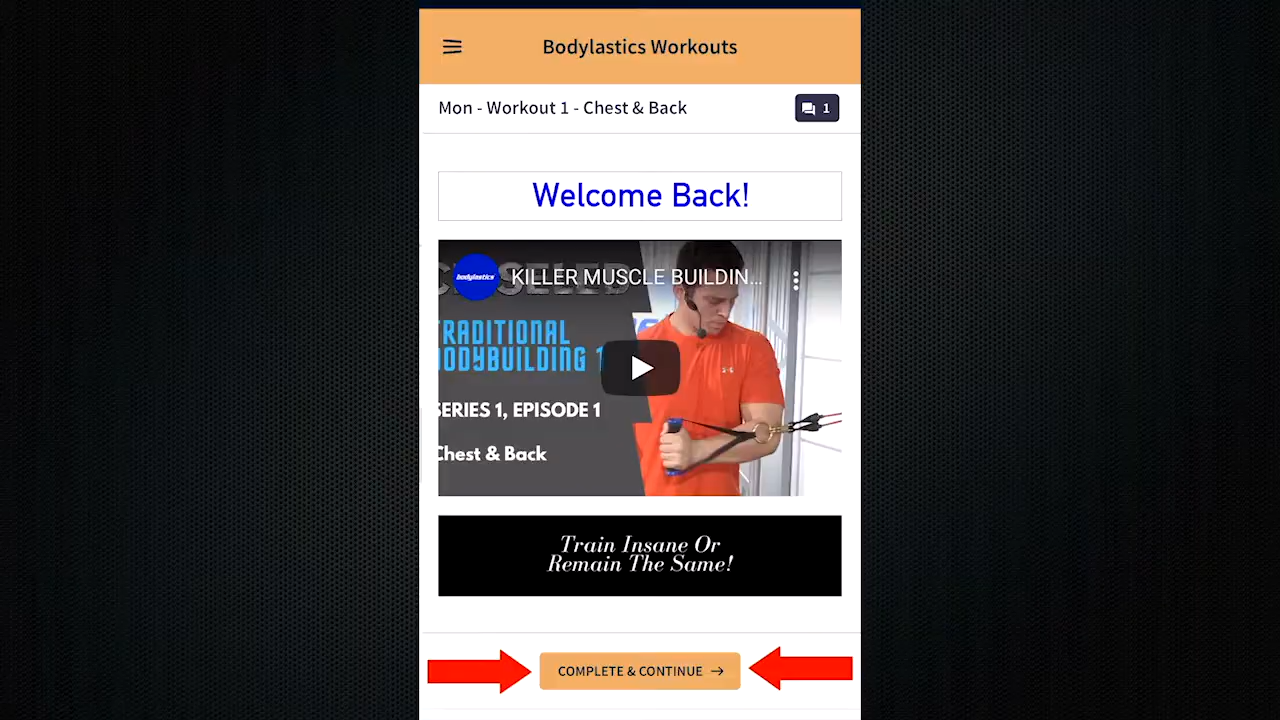 Bodylastics Workouts
Mon - Workout 1 - Chest & Back
1
Welcome Back!
bodylastics
KILLER MUSCLE BUILDIN...
TRADITIONAL
BODYBUILDING 1
SERIES 1, EPISODE 1
Chest & Back
Train Insane Or
Remain The Same!
COMPLETE & CONTINUE →